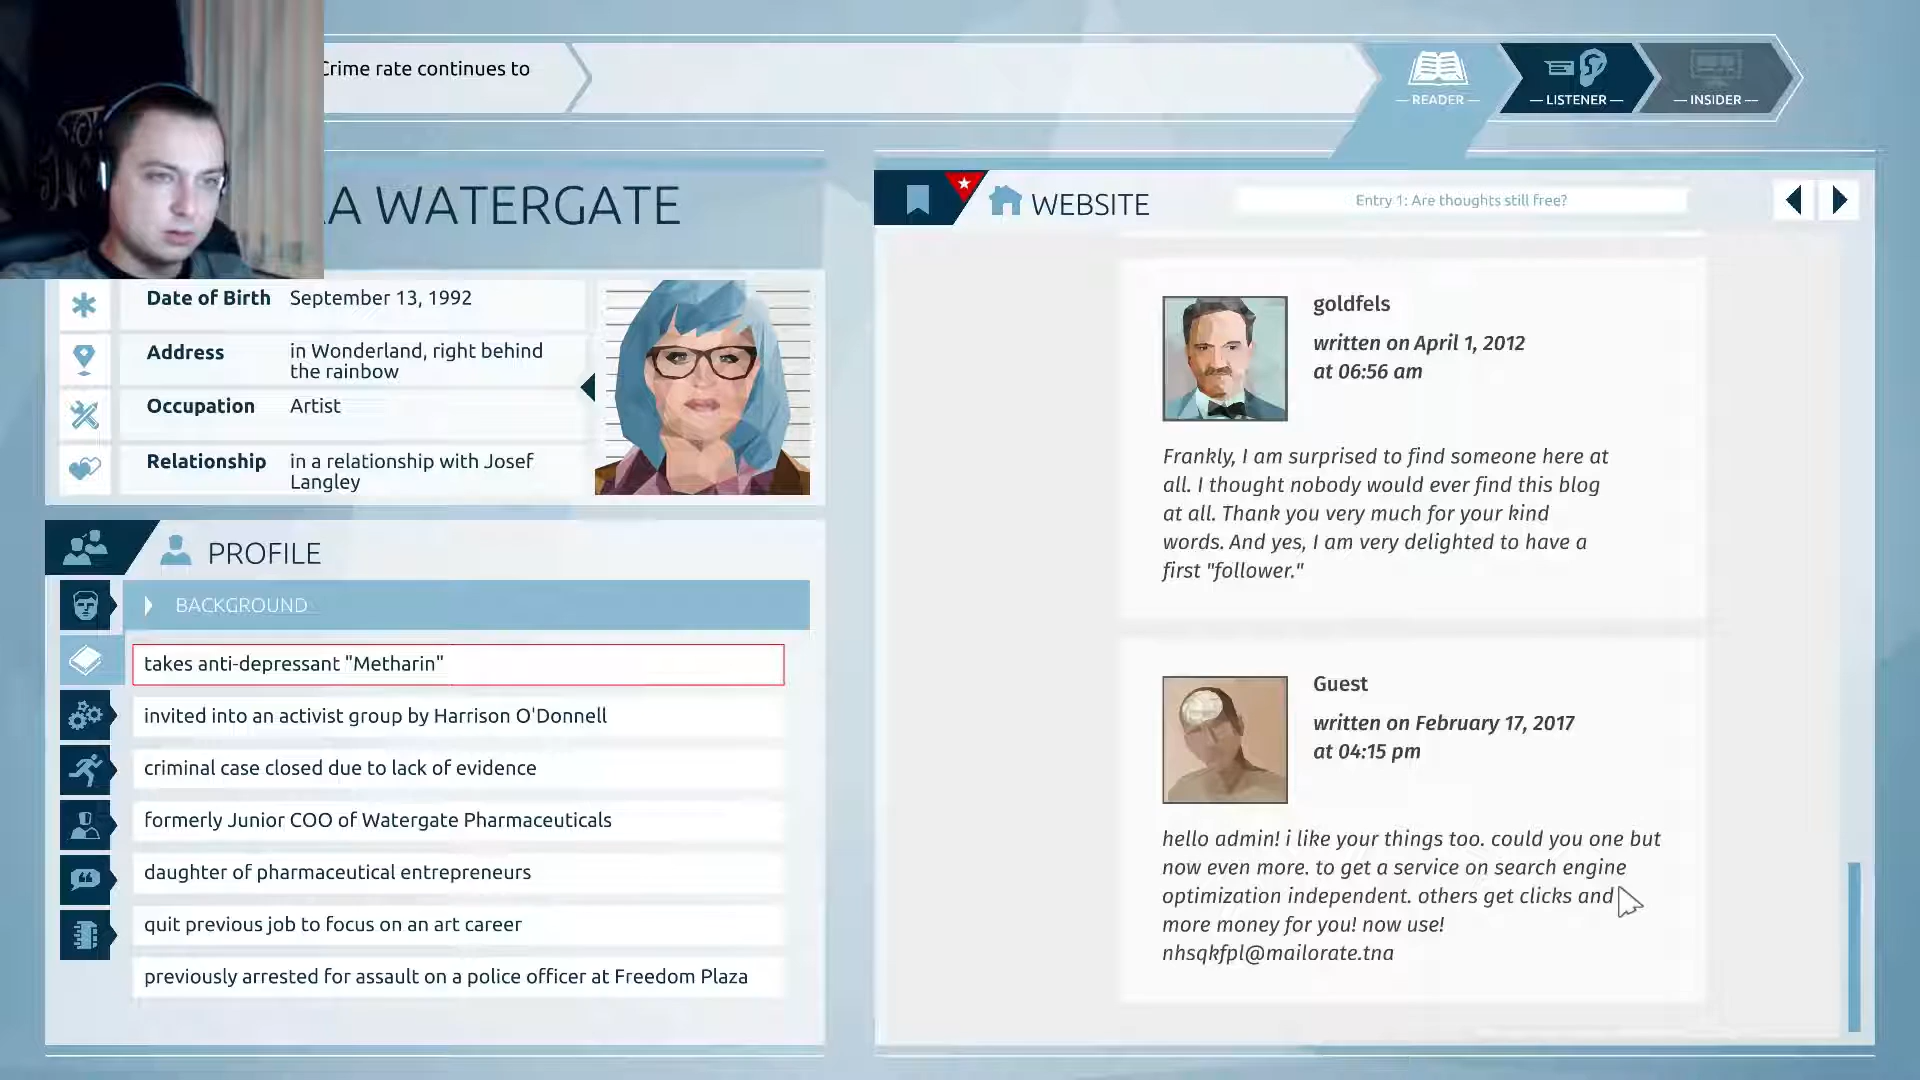 Crime rate continues to
READER
LISTENER
INSIDER
A WATERGATE
Date of Birth September 13, 1992
Address in Wonderland, right behind
the rainbow
Occupation Artist
Relationship in a relationship with Josef
Langley
PROFILE
BACKGROUND
takes anti-depressant "Metharin"
invited into an activist group by Harrison O'Donnell
criminal case closed due to lack of evidence
formerly Junior COO of Watergate Pharmaceuticals
daughter of pharmaceutical entrepreneurs
quit previous job to focus on an art career
previously arrested for assault on a police officer at Freedom Plaza
WEBSITE
Entry 1: Are thoughts still free?
goldfels
written on April 1, 2012
at 06:56 am
Frankly, I am surprised to find someone here at
all. I thought nobody would ever find this blog
at all. Thank you very much for your kind
words. And yes, I am very delighted to have a
first "follower."
Guest
written on February 17, 2017
at 04:15 pm
hello admin! i like your things too. could you one but
now even more. to get a service on search engine
optimization independent. others get clicks and
more money for you! now use!
nhsqkfpl@mailorate.tna